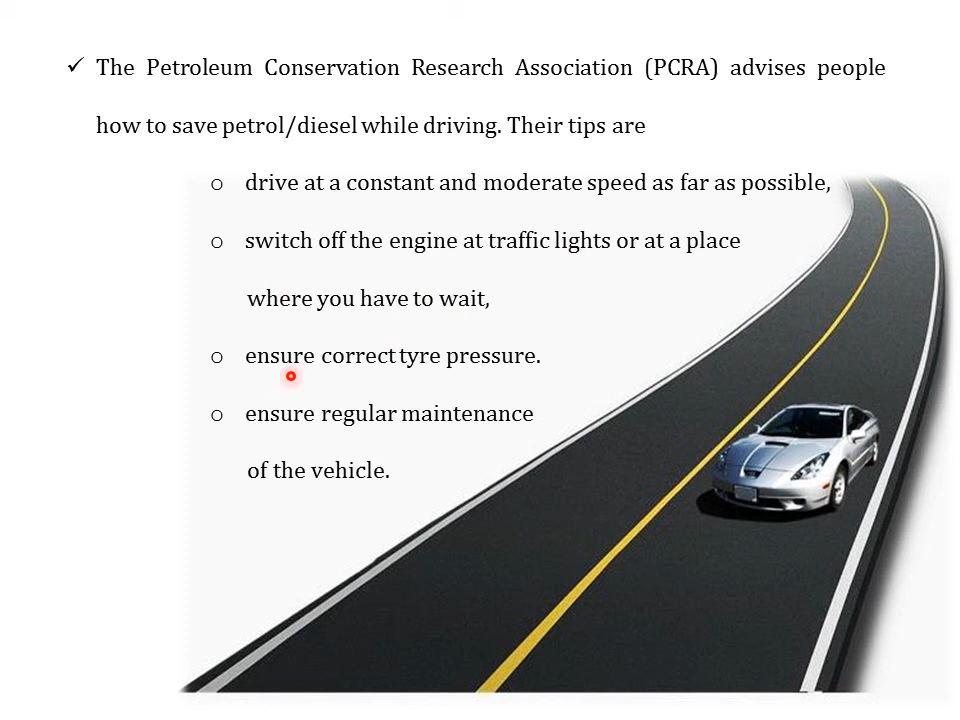 ✓ The Petroleum Conservation Research Association (PCRA) advises people
how to save petrol/diesel while driving. Their tips are
o drive at a constant and moderate speed as far as possible,
o switch off the engine at traffic lights or at a place
where you have to wait,
o ensure correct tyre pressure.
o ensure regular maintenance
of the vehicle.